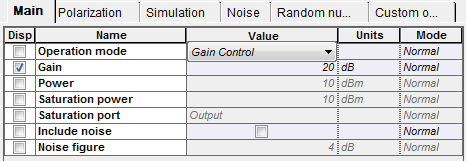 Main Polarization Simulation Noise Random nu... Custom o...
Disp Name Value Units Mode
Operation mode Gain Control Normal
Gain 20 dB Normal
Power 10 dBm Normal
Saturation power 10 dBm Normal
Saturation port Output Normal
Include noise Normal
Noise figure 4 dB Normal